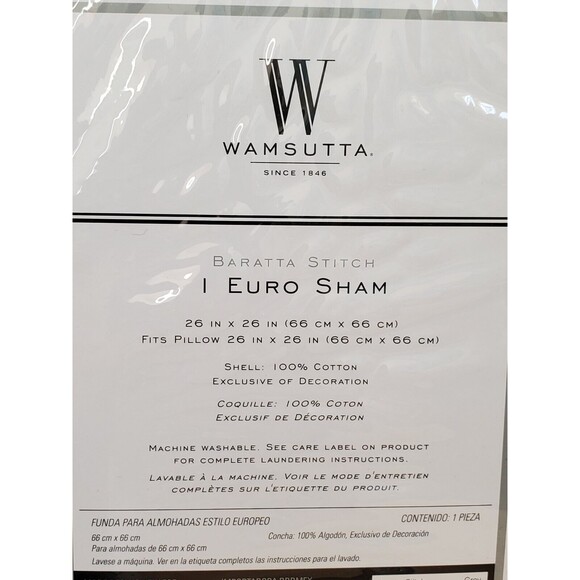 W
WAMSUTTA®
SINCE 1846
BARATTA STITCH
1 EURO SHAM
26 IN X 26 IN (66 CM X 66 CM)
FITS PILLOW 26 IN X 26 IN (66 CM X 66 CM)
SHELL: 100% COTTON
EXCLUSIVE OF DECORATION
COQUILLE: 100% COTON
EXCLUSIF DE DÉCORATION
MACHINE WASHABLE. SEE CARE LABEL ON PRODUCT
FOR COMPLETE LAUNDERING INSTRUCTIONS.
LAVABLE À LA MACHINE. VOIR LE MODE D'ENTRETIEN
COMPLÈTES SUR L'ETIQUETTE DU PRODUIT.
FUNDA PARA ALMOHADAS ESTILO EUROPEO CONTENIDO: 1 PIEZA
66 cm x 66 cm Concha: 100% Algodón, Exclusivo de Decoración
Para almohadas de 66 cm x 66 cm
Lavese a máquina. Ver en la etiqueta completas las instrucciones para el lavado.